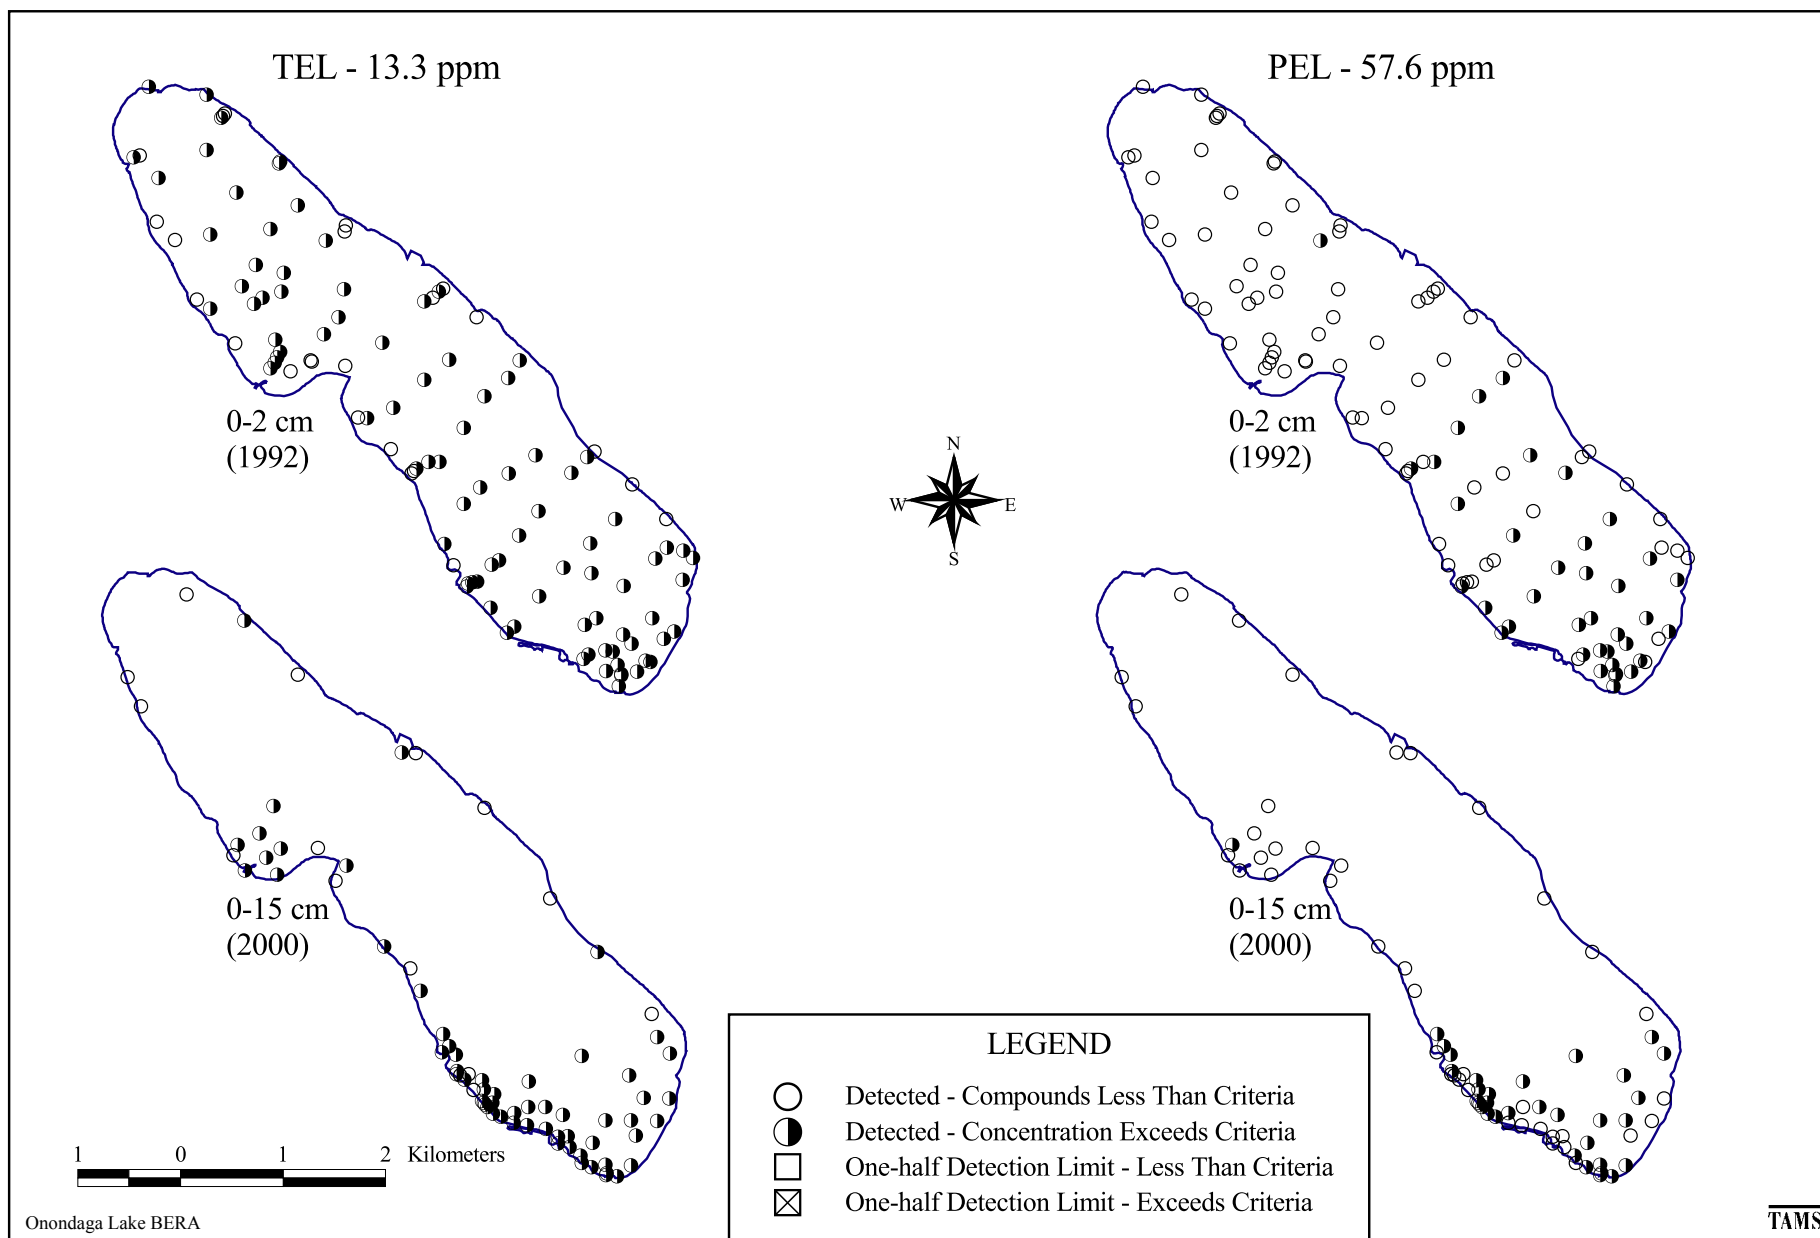 TEL - 13.3 ppm
PEL - 57.6 ppm
0-2 cm
(1992)
0-2 cm
(1992)
N
W
E
S
0-15 cm
(2000)
0-15 cm
(2000)
LEGEND
Detected - Compounds Less Than Criteria
Detected - Concentration Exceeds Criteria
One-half Detection Limit - Less Than Criteria
One-half Detection Limit - Exceeds Criteria
1 0 1 2 Kilometers
Onondaga Lake BERA
TAMS